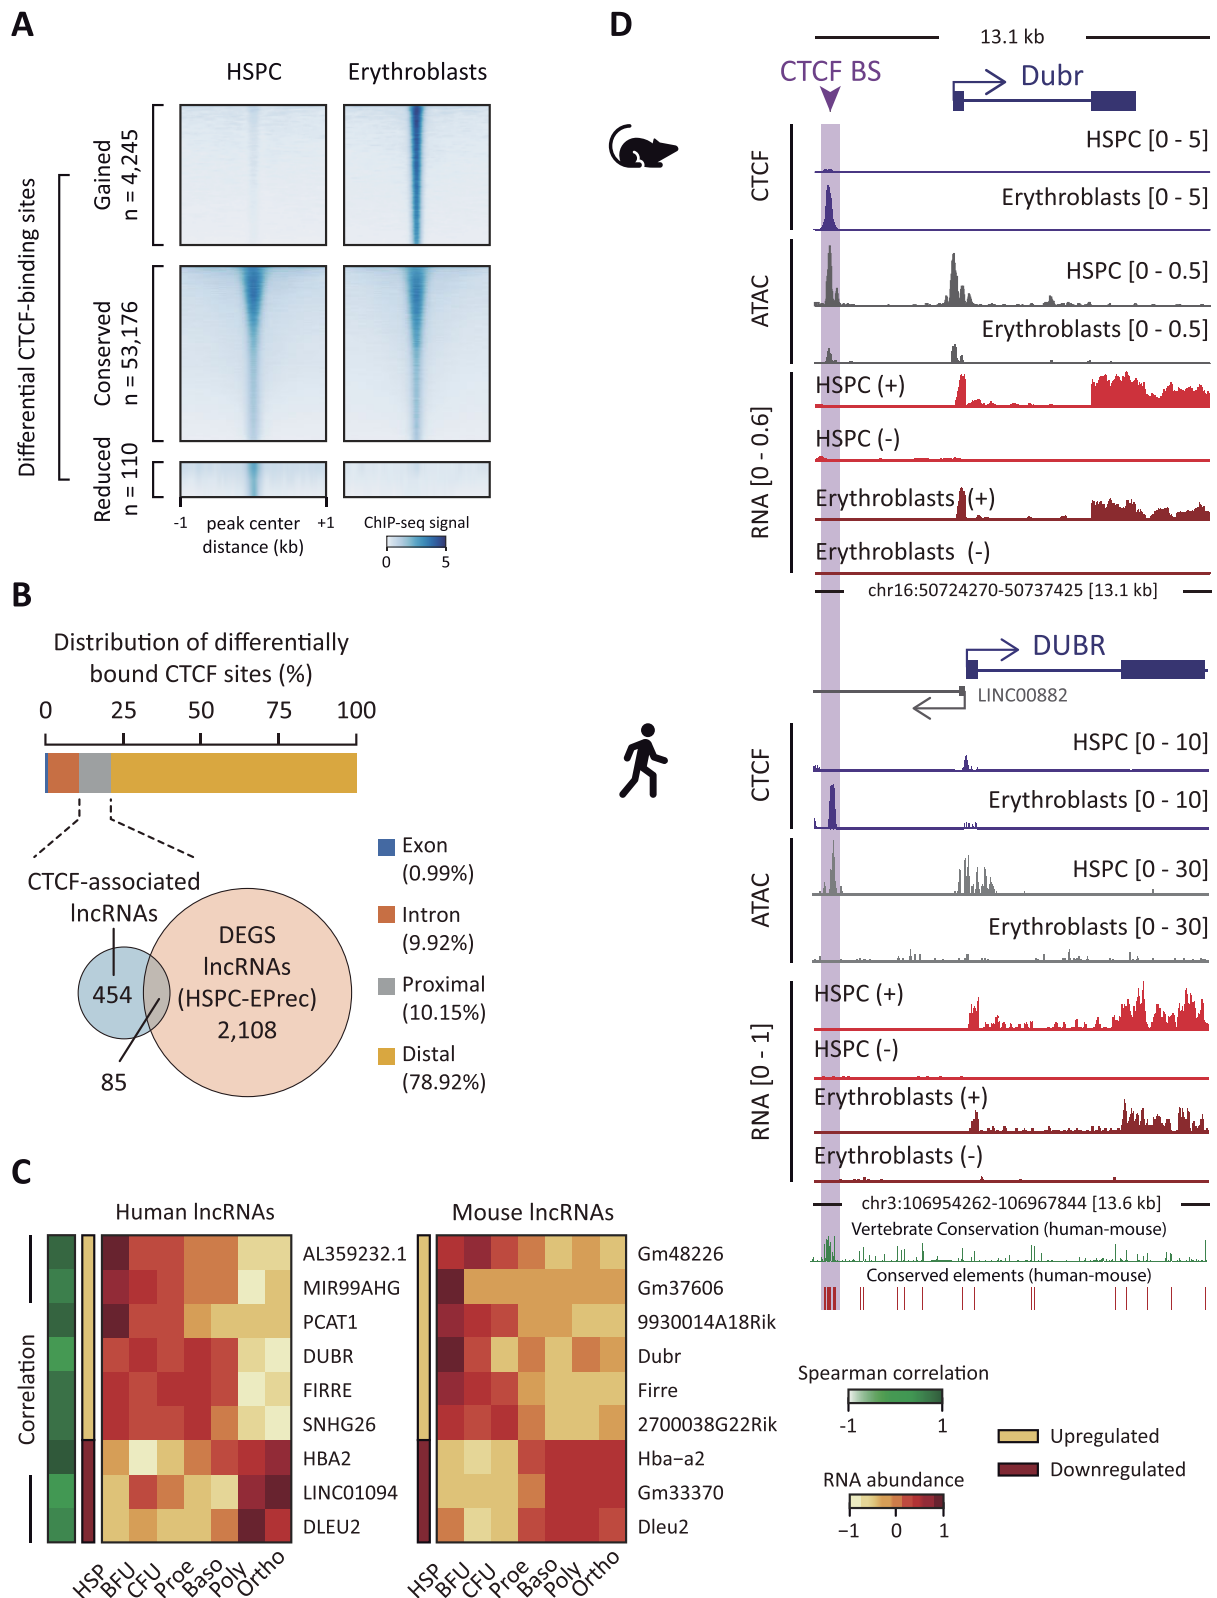 A
HSPC
Erythroblasts
Differential CTCF-binding sites
Gained
n = 4,245
Conserved
n = 53,176
Reduced
n = 110
-1
peak center
+1
distance (kb)
ChIP-seq signal
0
5
B
Distribution of differentially
bound CTCF sites (%)
0
25
50
75
100
CTCF-associated
lncRNAs
454
85
DEGS
lncRNAs
(HSPC-EPrec)
2,108
Exon
(0.99%)
Intron
(9.92%)
Proximal
(10.15%)
Distal
(78.92%)
C
Human lncRNAs
Mouse lncRNAs
Correlation
AL359232.1
MIR99AHG
PCAT1
DUBR
FIRRE
SNHG26
HBA2
LINC01094
DLEU2
Gm48226
Gm37606
9930014A18Rik
Dubr
Firre
2700038G22Rik
Hba−a2
Gm33370
Dleu2
HSP
BFU
CFU
Proe
Baso
Poly
Ortho
HSP
BFU
CFU
Proe
Baso
Poly
Ortho
D
13.1 kb
CTCF BS
Dubr
CTCF
HSPC [0 - 5]
Erythroblasts [0 - 5]
ATAC
HSPC [0 - 0.5]
Erythroblasts [0 - 0.5]
RNA [0 - 0.6]
HSPC (+)
HSPC (-)
Erythroblasts (+)
Erythroblasts (-)
chr16:50724270-50737425 [13.1 kb]
DUBR
LINC00882
CTCF
HSPC [0 - 10]
Erythroblasts [0 - 10]
ATAC
HSPC [0 - 30]
Erythroblasts [0 - 30]
RNA [0 - 1]
HSPC (+)
HSPC (-)
Erythroblasts (+)
Erythroblasts (-)
chr3:106954262-106967844 [13.6 kb]
Vertebrate Conservation (human-mouse)
Conserved elements (human-mouse)
Spearman correlation
-1
1
RNA abundance
−1
0
1
Upregulated
Downregulated